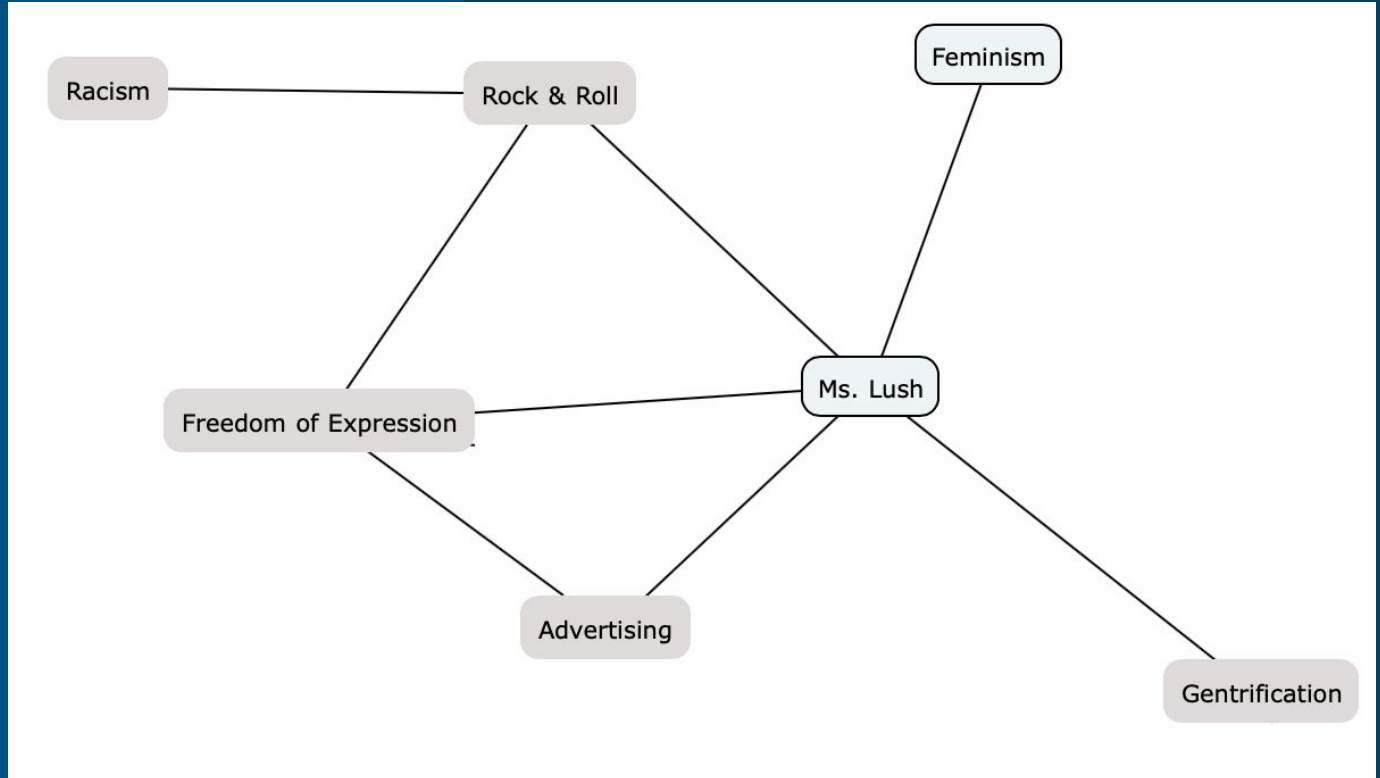 Feminism
Racism
Rock & Roll
Ms. Lush
Freedom of Expression
Advertising
Gentrification